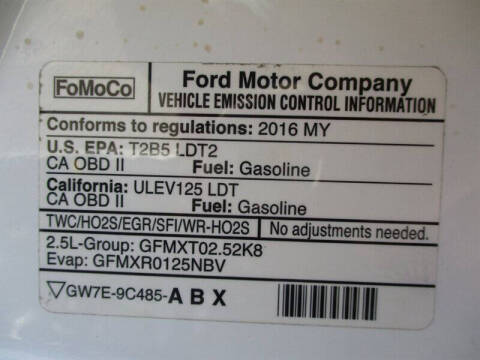 FoMoCo
Ford Motor Company
VEHICLE EMISSION CONTROL INFORMATION
Conforms to regulations: 2016 MY
U.S. EPA: T2B5 LDT2
CA OBD II Fuel: Gasoline
California: ULEV125 LDT
CA OBD II Fuel: Gasoline
TWC/HO2S/EGR/SFI/WR-HO2S No adjustments needed.
2.5L-Group: GFMXT02.52K8
Evap: GFMXR0125NBV
▽GW7E-9C485-A B X